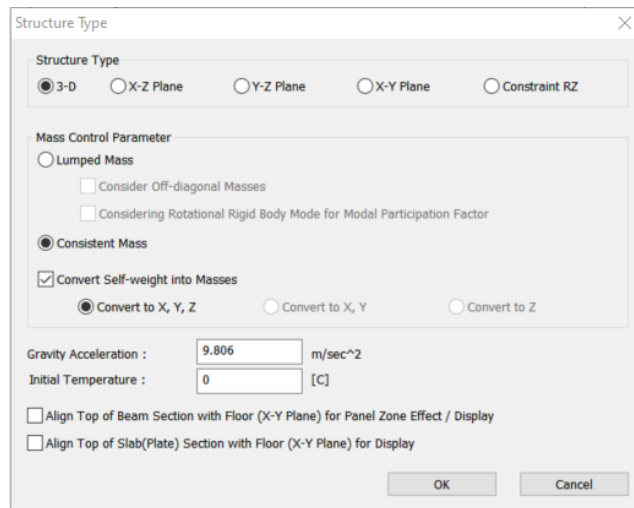 Structure Type
Structure Type
3-D X-Z Plane Y-Z Plane X-Y Plane Constraint RZ
Mass Control Parameter
Lumped Mass
Consider Off-diagonal Masses
Considering Rotational Rigid Body Mode for Modal Participation Factor
Consistent Mass
Convert Self-weight into Masses
Convert to X, Y, Z Convert to X, Y Convert to Z
Gravity Acceleration : 9.806 m/sec^2
Initial Temperature : 0 [C]
Align Top of Beam Section with Floor (X-Y Plane) for Panel Zone Effect / Display
Align Top of Slab(Plate) Section with Floor (X-Y Plane) for Display
OK Cancel